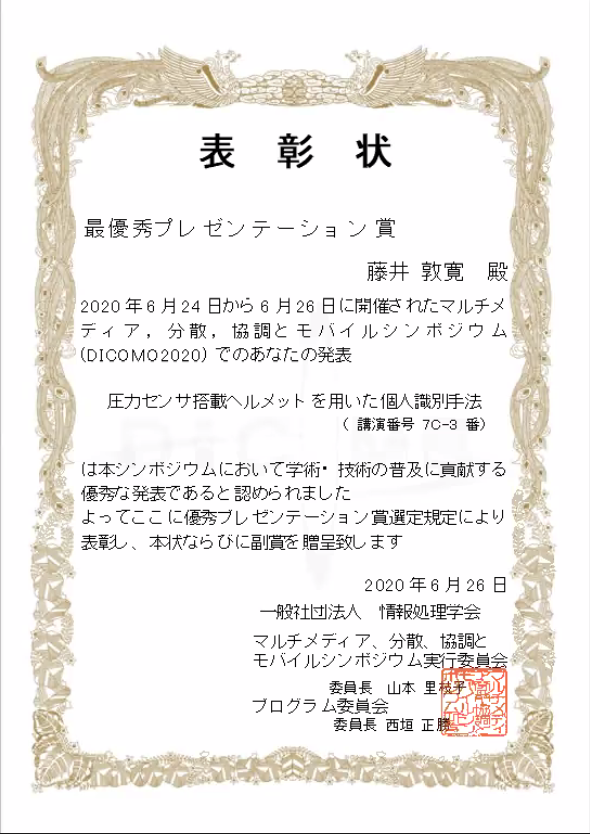 表彰状
最優秀プレゼンテーション賞
藤井 敦寛 殿
2020年6月24日から6月26日に開催されたマルチメ
ディア，分散，協調とモバイルシンポジウム
(DICOMO2020) でのあなたの発表
圧力センサ搭載ヘルメットを用いた個人識別手法
( 講演番号 7C-3 番)
は本シンポジウムにおいて学術・技術の普及に貢献する
優秀な発表であると認められました
よってここに優秀プレゼンテーション賞選定規定により
表彰し、本状ならびに副賞を贈呈致します
2020年6月26日
一般社団法人 情報処理学会
マルチメディア、分散、協調と
モバイルシンポジウム実行委員会
委員長 山本 里枝子
プログラム委員会
委員長 西垣 正勝